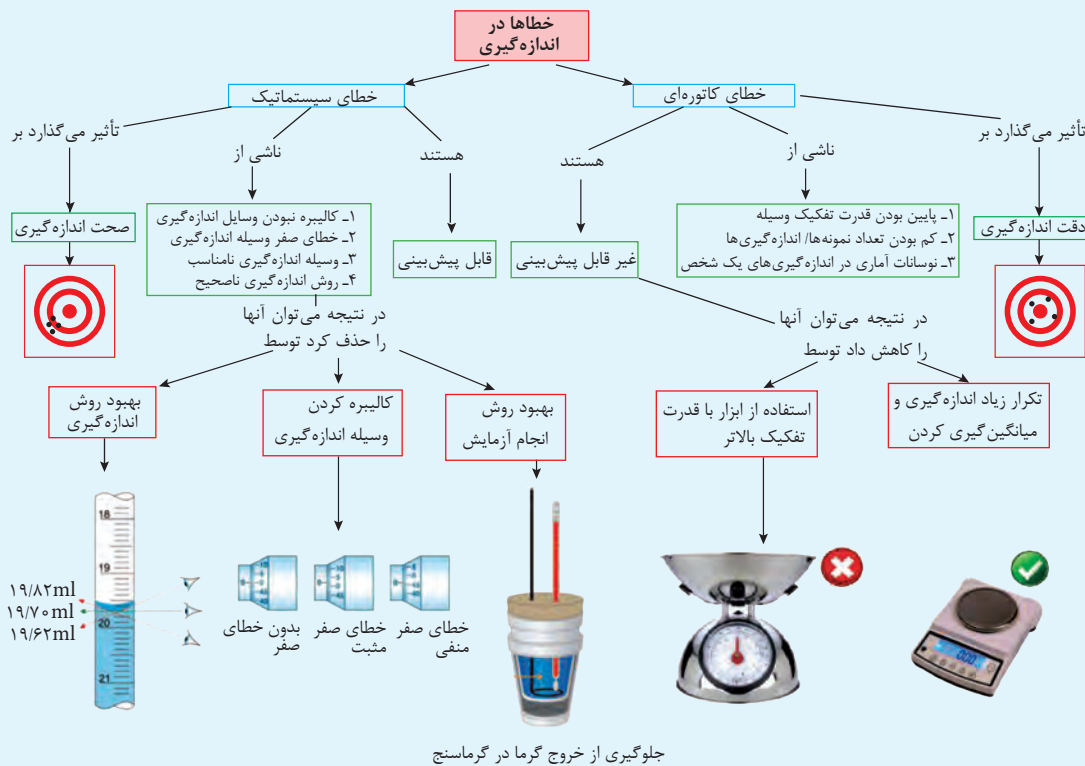 خطاها در
اندازه‌گیری
خطای کاتوره‌ای
خطای سیستماتیک
تأثیر می‌گذارد بر
ناشی از
هستند
هستند
ناشی از
تأثیر می‌گذارد بر
دقت اندازه‌گیری
۱ـ پایین بودن قدرت تفکیک وسیله
۲ـ کم بودن تعداد نمونه‌ها/ اندازه‌گیری‌ها
۳ـ نوسانات آماری در اندازه‌گیری‌های یک شخص
غیر قابل پیش‌بینی
قابل پیش‌بینی
۱ـ کالیبره نبودن وسایل اندازه‌گیری
۲ـ خطای صفر وسیله اندازه‌گیری
۳ـ وسیله اندازه‌گیری نامناسب
۴ـ روش اندازه‌گیری ناصحیح
صحت اندازه‌گیری
در نتیجه می‌توان آنها
را کاهش داد توسط
در نتیجه می‌توان آنها
را حذف کرد توسط
تکرار زیاد اندازه‌گیری و
میانگین‌گیری کردن
استفاده از ابزار با قدرت
تفکیک بالاتر
بهبود روش
انجام آزمایش
کالیبره کردن
وسیله اندازه‌گیری
بهبود روش
اندازه‌گیری
18
19
20
21
۱۹/۸۲ml
۱۹/۷۰ml
۱۹/۶۲ml
خطای صفر
منفی
خطای صفر
مثبت
بدون خطای
صفر
جلوگیری از خروج گرما در گرماسنج